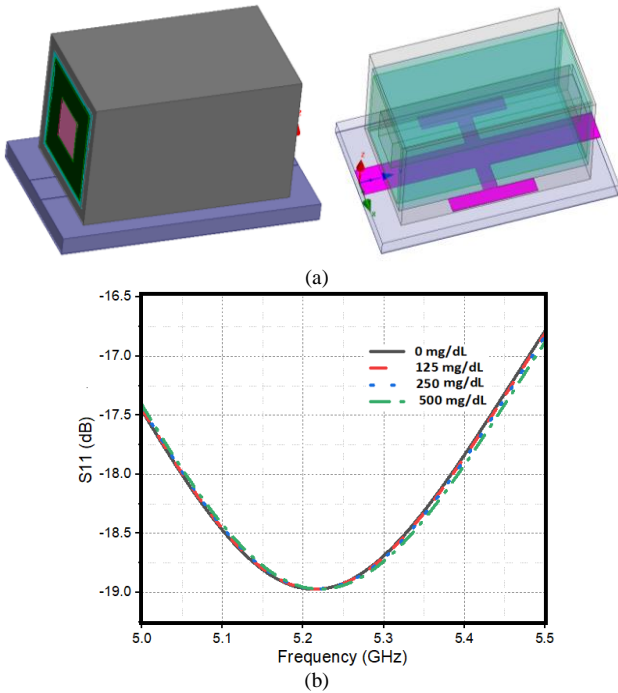 (a)
-16.5
-17.0
-17.5
-18.0
-18.5
-19.0
S11 (dB)
0 mg/dL
125 mg/dL
250 mg/dL
500 mg/dL
5.0 5.1 5.2 5.3 5.4 5.5
Frequency (GHz)
(b)